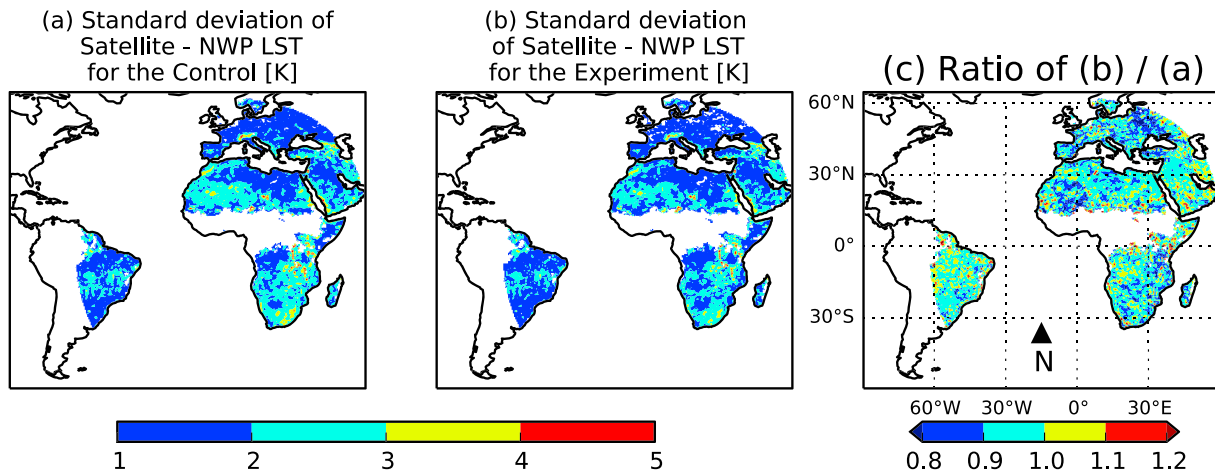 (a) Standard deviation of
Satellite - NWP LST
for the Control [K]
(b) Standard deviation
of Satellite - NWP LST
for the Experiment [K]
(c) Ratio of (b) / (a)
60°N
30°N
0°
30°S
N
60°W 30°W 0° 30°E
1 2 3 4 5
0.8 0.9 1.0 1.1 1.2